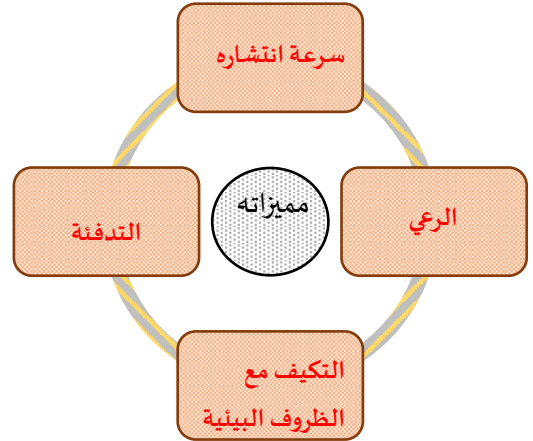 سرعة انتشاره
مميزاته
الرعي
التدفئة
التكيف مع
الظروف البيئية